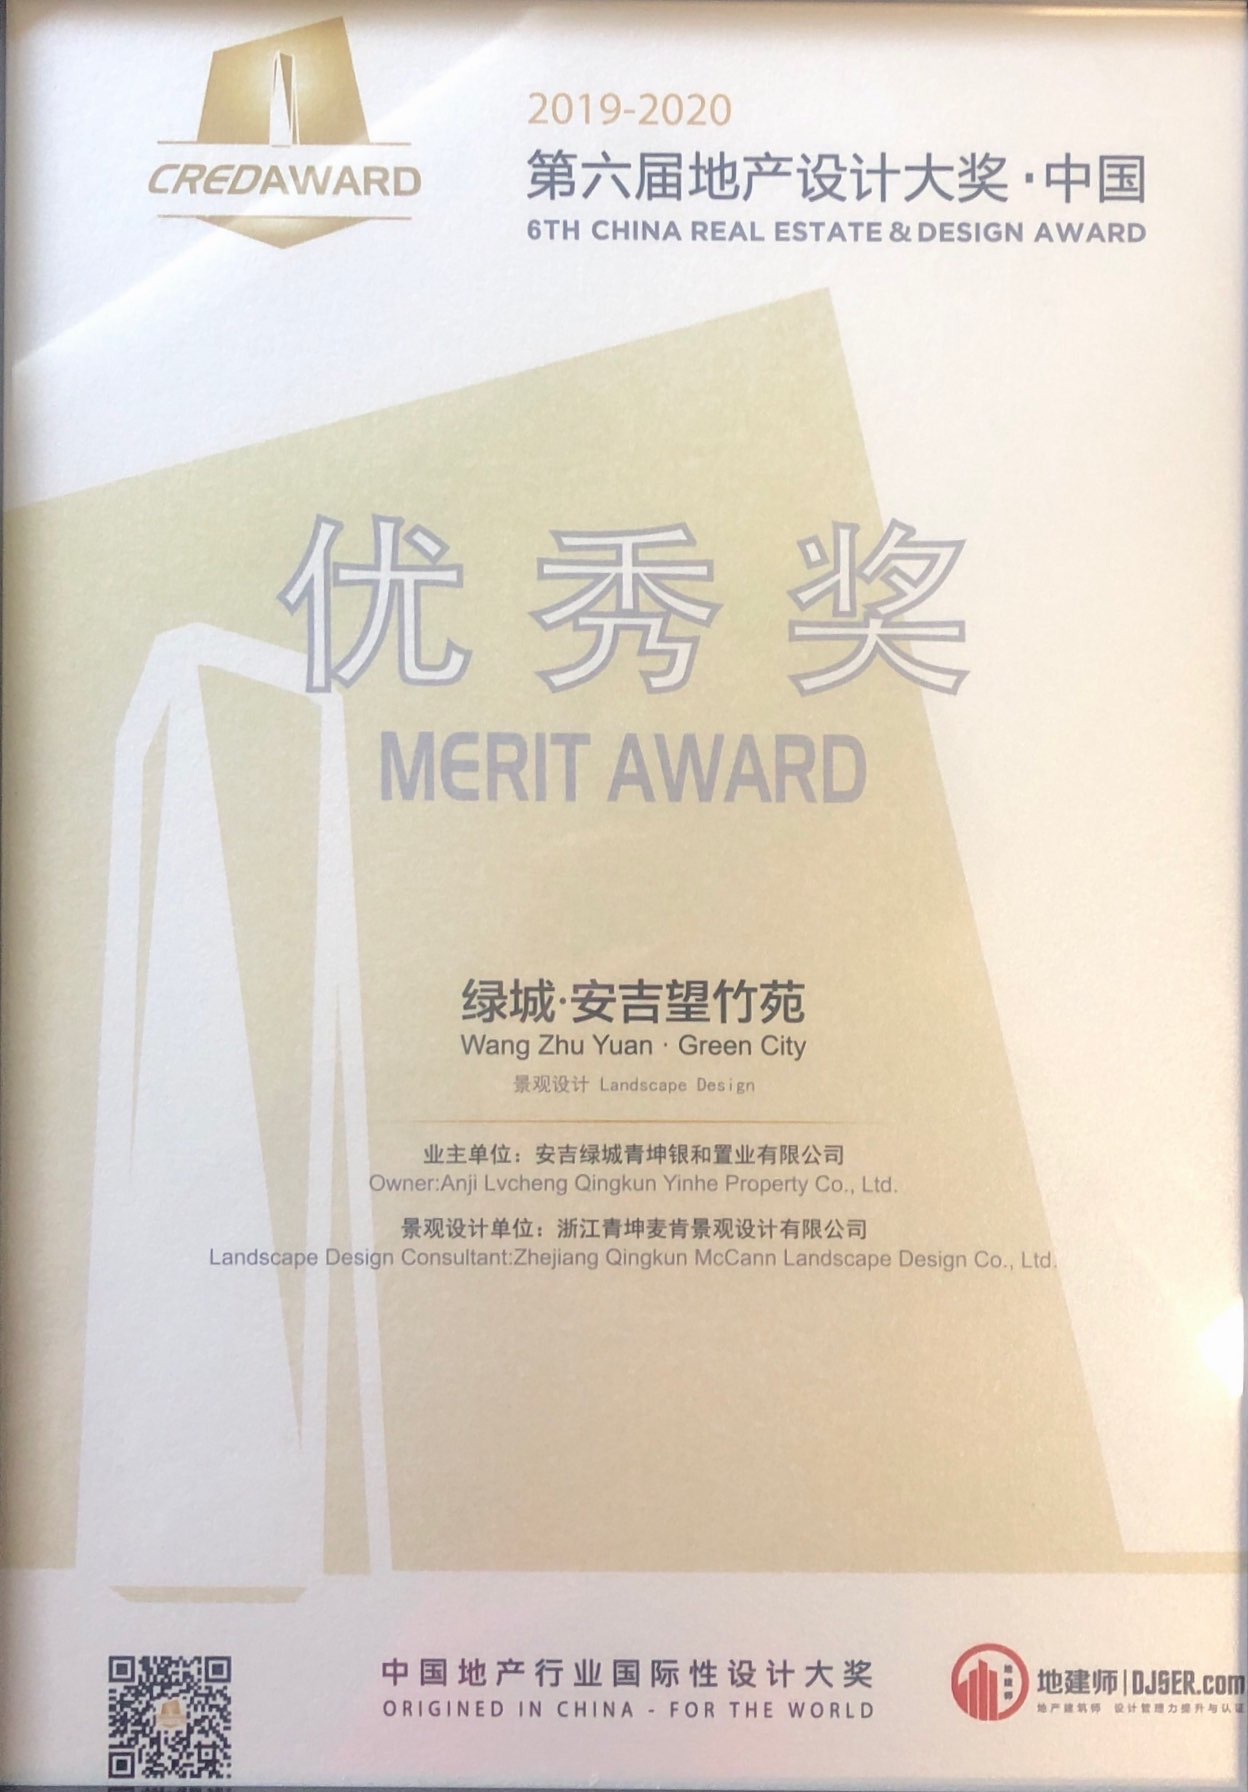 CREDAWARD
2019-2020
第六届地产设计大奖·中国
6TH CHINA REAL ESTATE & DESIGN AWARD
优秀奖
MERIT AWARD
绿城·安吉望竹苑
Wang Zhu Yuan · Green City
景观设计 Landscape Design
业主单位：安吉绿城青坤银和置业有限公司
Owner:Anji Lvcheng Qingkun Yinhe Property Co., Ltd.
景观设计单位：浙江青坤麦肯景观设计有限公司
Landscape Design Consultant:Zhejiang Qingkun McCann Landscape Design Co., Ltd.
中国地产行业国际性设计大奖
ORIGINED IN CHINA - FOR THE WORLD
地建师
地建师|DJSER.com
地产建筑师 设计管理力提升与认证